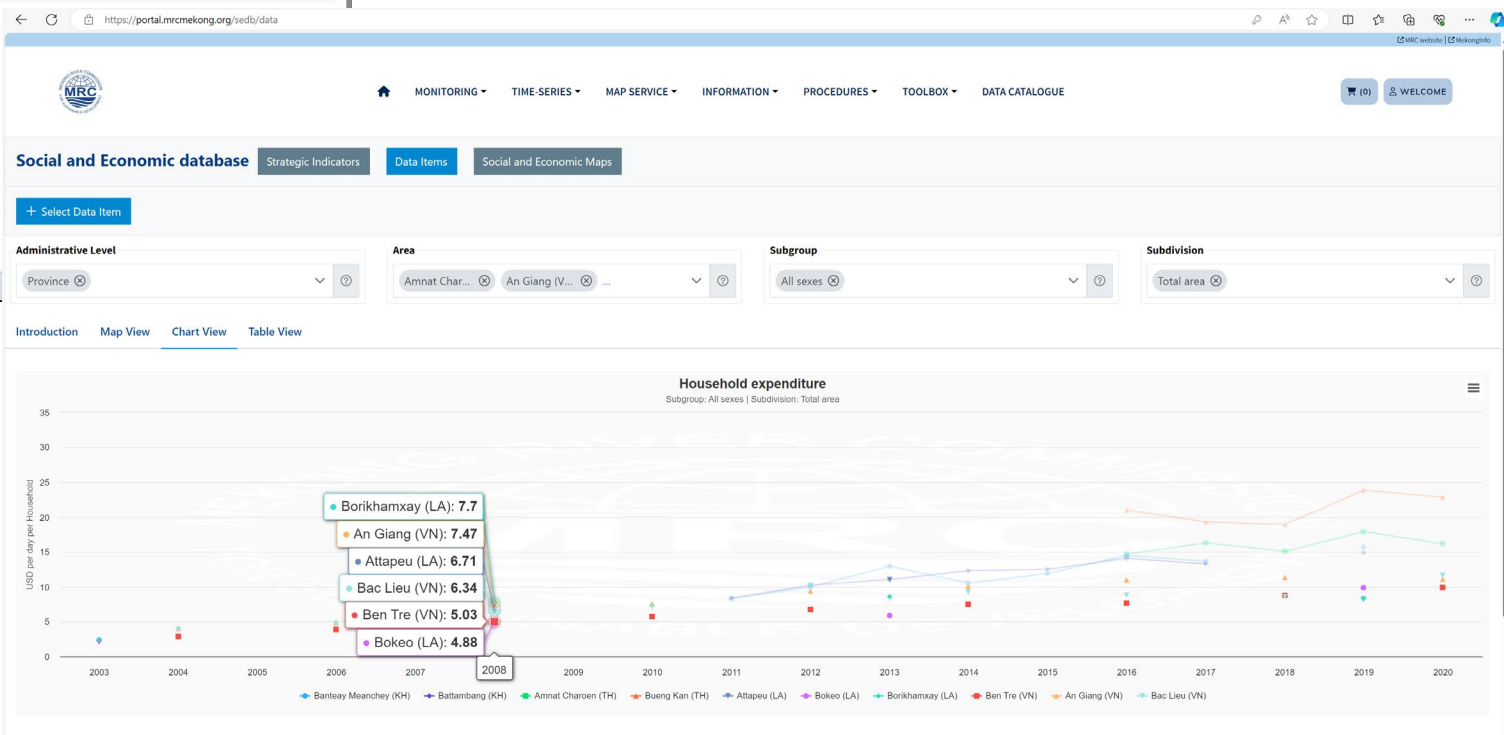 https://portal.mrcmekong.org/sedb/data
MRC website | MekongInfo
MRC
MONITORING TIME-SERIES MAP SERVICE INFORMATION PROCEDURES TOOLBOX DATA CATALOGUE
(0) WELCOME
Social and Economic database Strategic Indicators Data Items Social and Economic Maps
+ Select Data Item
Administrative Level Area Subgroup Subdivision
Province Amnat Char... An Giang (V... ... All sexes Total area
Introduction Map View Chart View Table View
Household expenditure
Subgroup: All sexes | Subdivision: Total area
USD per day per Household
35
30
25
20
15
10
5
0
Borikhamxay (LA): 7.7
An Giang (VN): 7.47
Attapeu (LA): 6.71
Bac Lieu (VN): 6.34
Ben Tre (VN): 5.03
Bokeo (LA): 4.88
2003 2004 2005 2006 2007 2008 2009 2010 2011 2012 2013 2014 2015 2016 2017 2018 2019 2020
Banteay Meanchey (KH) Battambang (KH) Amnat Charoen (TH) Bueng Kan (TH) Attapeu (LA) Bokeo (LA) Borikhamxay (LA) Ben Tre (VN) An Giang (VN) Bac Lieu (VN)